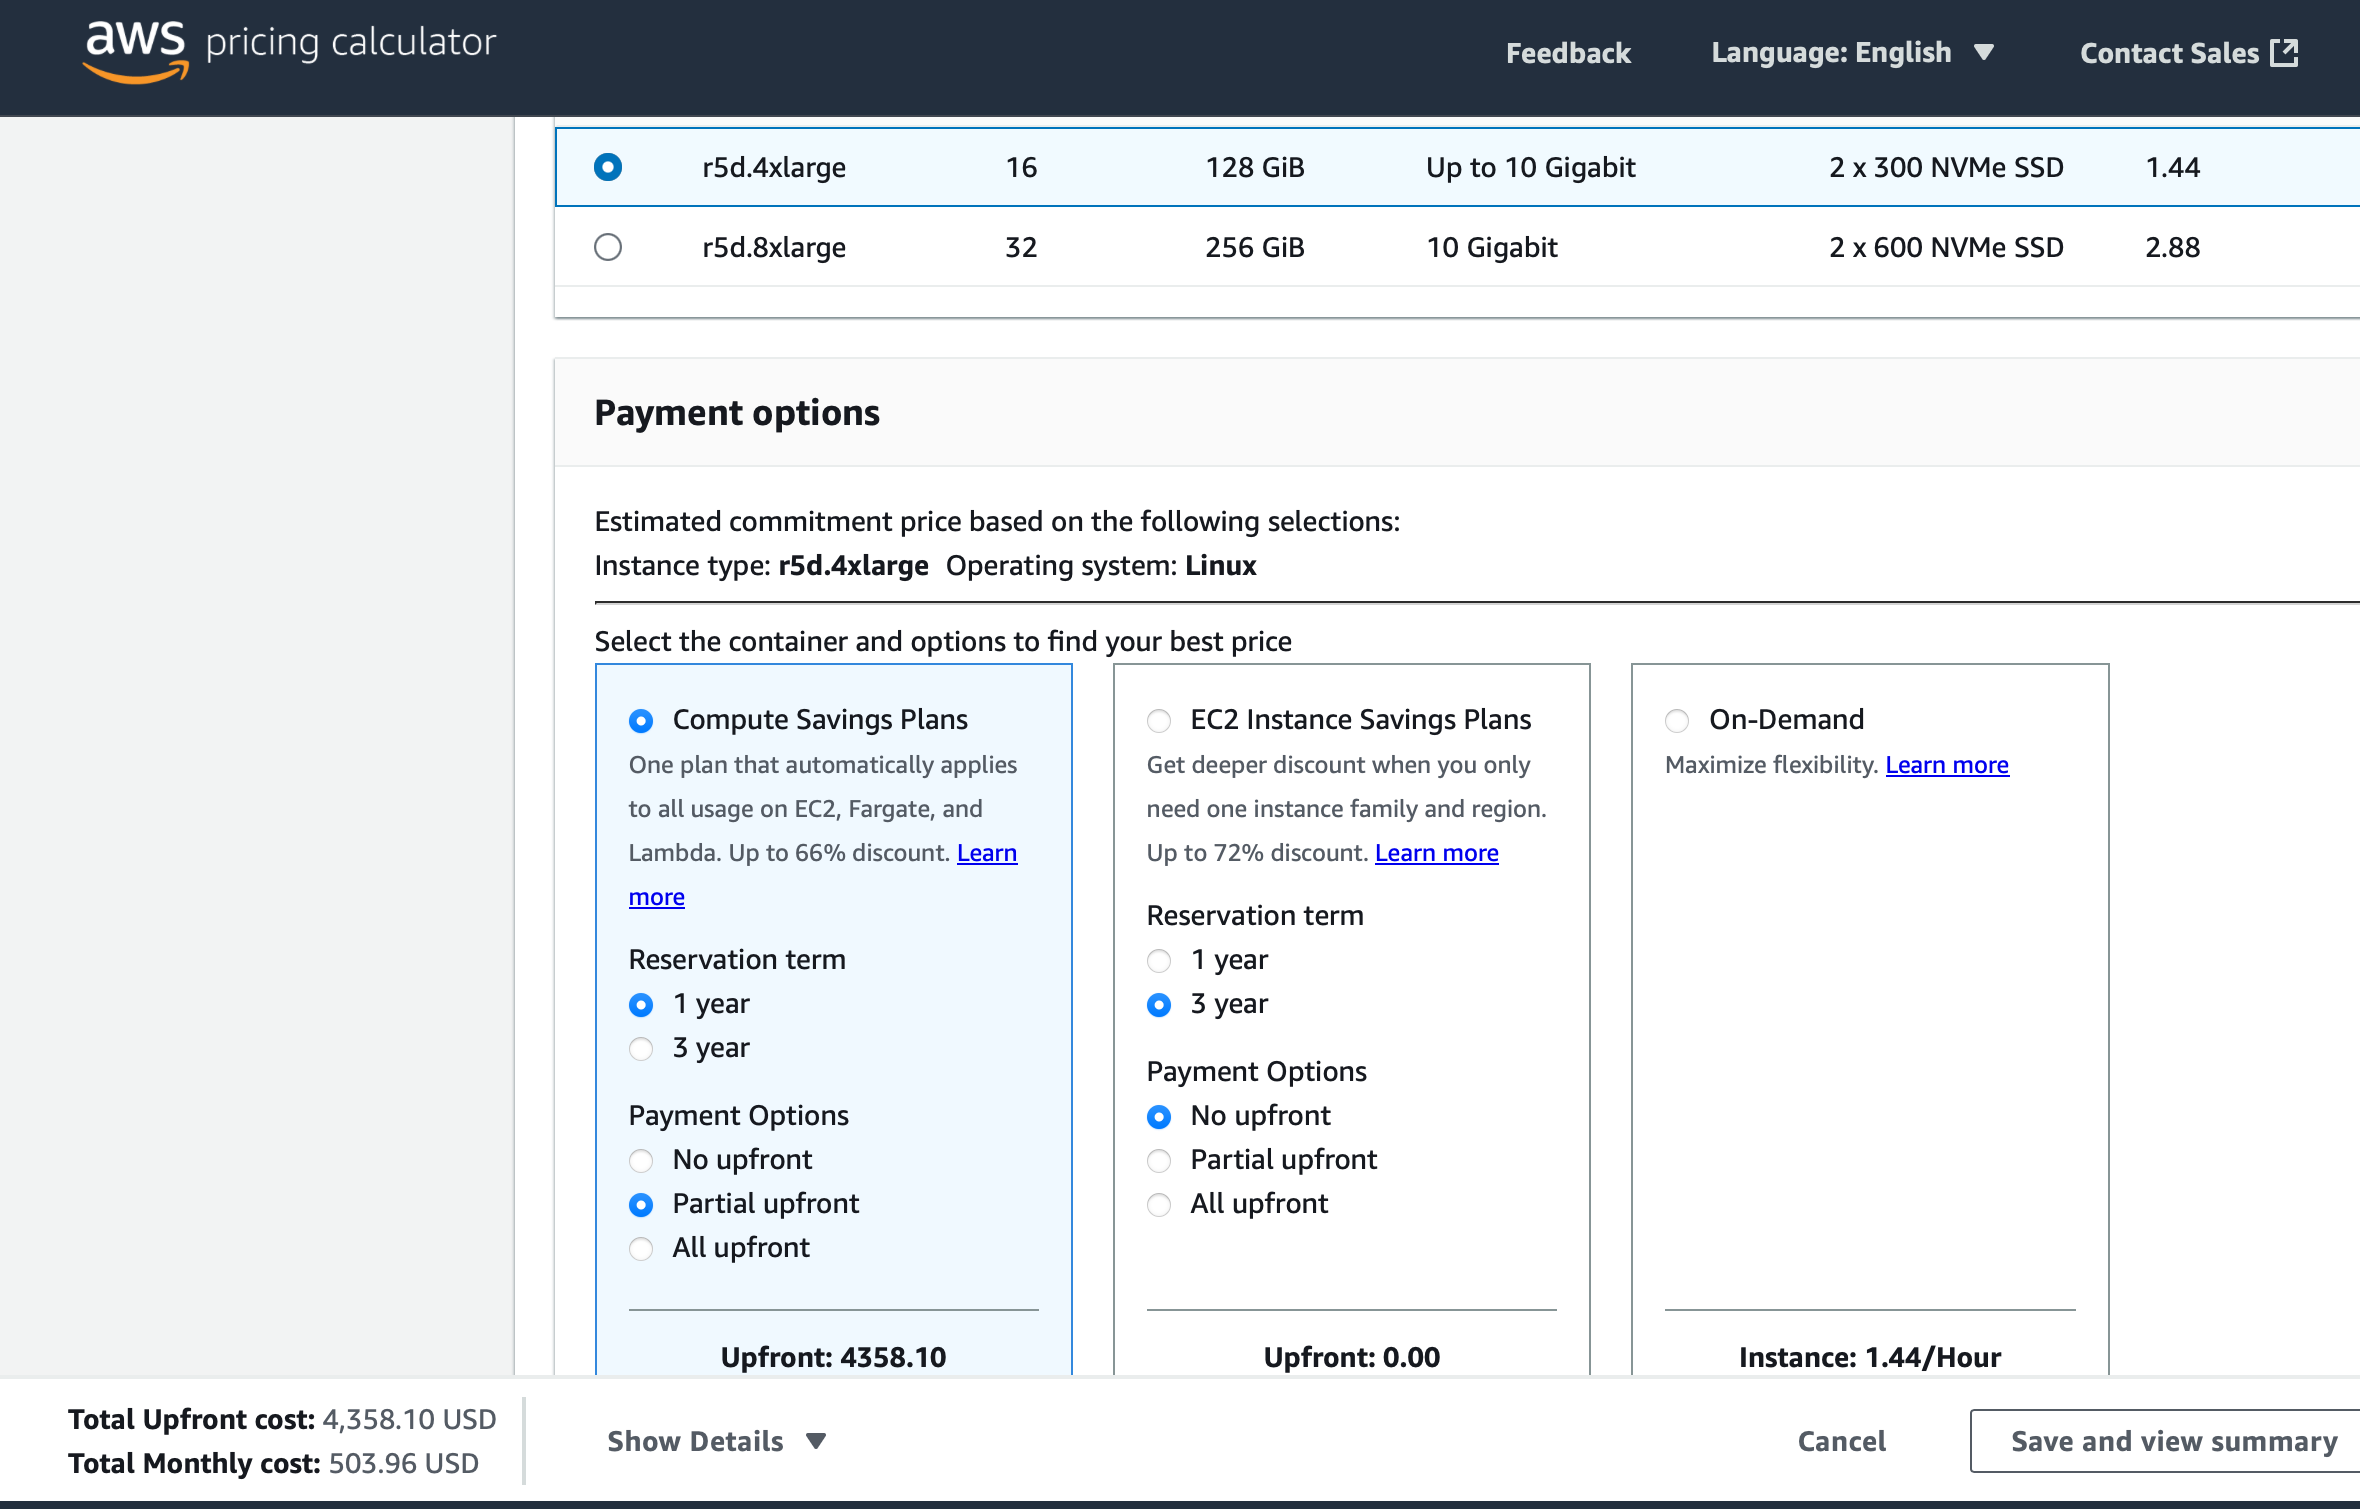 aws pricing calculator
Feedback
Language: English
Contact Sales
r5d.4xlarge 16 128 GiB Up to 10 Gigabit 2 x 300 NVMe SSD 1.44
r5d.8xlarge 32 256 GiB 10 Gigabit 2 x 600 NVMe SSD 2.88
Payment options
Estimated commitment price based on the following selections:
Instance type: r5d.4xlarge Operating system: Linux
Select the container and options to find your best price
Compute Savings Plans
One plan that automatically applies
to all usage on EC2, Fargate, and
Lambda. Up to 66% discount. Learn
more
Reservation term
1 year
3 year
Payment Options
No upfront
Partial upfront
All upfront
Upfront: 4358.10
EC2 Instance Savings Plans
Get deeper discount when you only
need one instance family and region.
Up to 72% discount. Learn more
Reservation term
1 year
3 year
Payment Options
No upfront
Partial upfront
All upfront
Upfront: 0.00
On-Demand
Maximize flexibility. Learn more
Instance: 1.44/Hour
Total Upfront cost: 4,358.10 USD
Total Monthly cost: 503.96 USD
Show Details
Cancel
Save and view summary